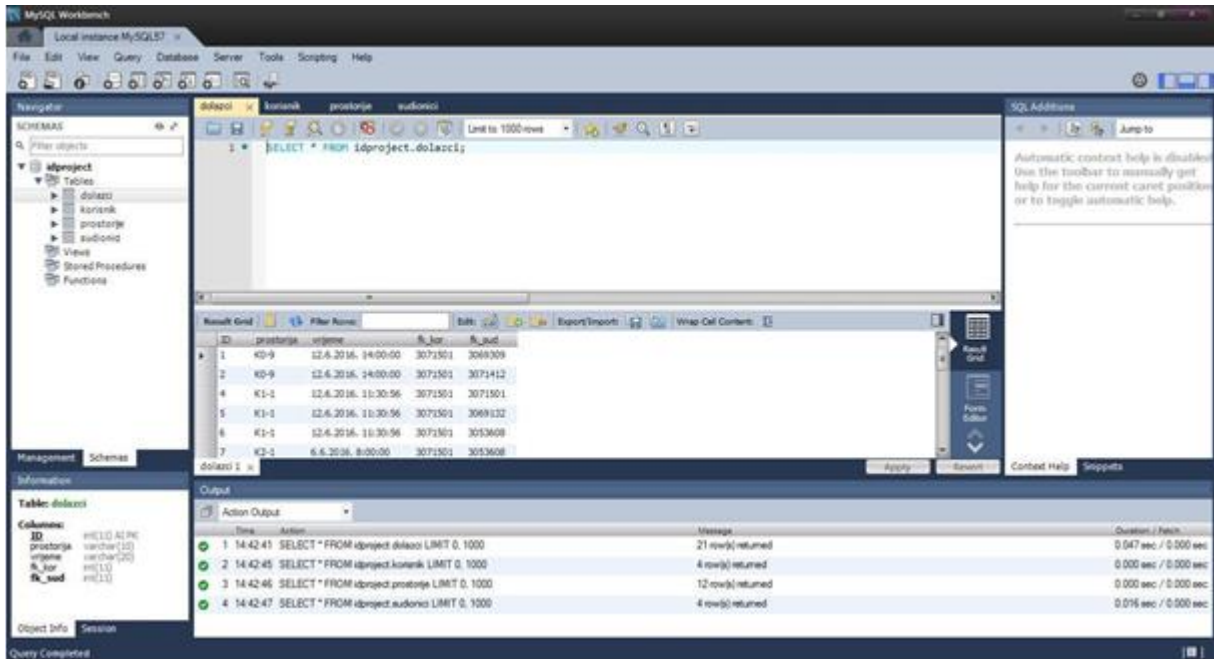 MySQL Workbench
Local instance MySQL57
File Edit View Query Database Server Tools Scripting Help
Navigator
SCHEMAS
Filter objects
idproject
Tables
dolazci
korisnik
prostorije
sudionici
Views
Stored Procedures
Functions
Management Schemas
Information
Table: dolazci
Columns:
ID int(11) AI PK
prostorija varchar(10)
vrijeme varchar(20)
fk_kor int(11)
fk_sud int(11)
Object Info Session
Query Completed
dolazci korisnik prostorije sudionici
Limit to 1000 rows
1 SELECT * FROM idproject.dolazci;
Result Grid Filter Rows: Edit: Export/Import: Wrap Cell Content:
ID prostorija vrijeme fk_kor fk_sud
1 K0-9 12.6.2016. 14:00:00 3071501 3069309
2 K0-9 12.6.2016. 14:00:00 3071501 3071412
4 K1-1 12.6.2016. 11:30:56 3071501 3071501
5 K1-1 12.6.2016. 11:30:56 3071501 3069132
6 K1-1 12.6.2016. 11:30:56 3071501 3053608
7 K2-1 6.6.2016. 8:00:00 3071501 3053608
Result Grid
Form Editor
dolazci 1 Apply Revert
Output
Action Output
Time Action Message Duration / Fetch
1 14:42:41 SELECT * FROM idproject.dolazci LIMIT 0, 1000 21 row(s) returned 0.047 sec / 0.000 sec
2 14:42:45 SELECT * FROM idproject.korisnik LIMIT 0, 1000 4 row(s) returned 0.000 sec / 0.000 sec
3 14:42:46 SELECT * FROM idproject.prostorije LIMIT 0, 1000 12 row(s) returned 0.000 sec / 0.000 sec
4 14:42:47 SELECT * FROM idproject.sudionici LIMIT 0, 1000 4 row(s) returned 0.016 sec / 0.000 sec
SQL Additions
Jump to
Automatic context help is disabled.
Use the toolbar to manually get
help for the current caret position
or to toggle automatic help.
Context Help Snippets